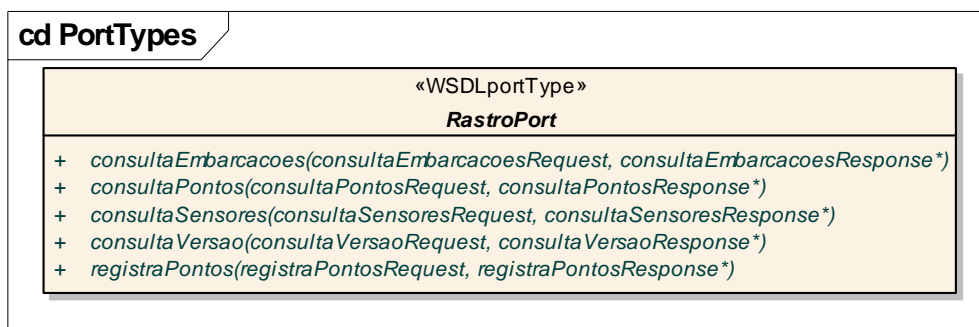 cd PortTypes
«WSDLportType»
RastroPort
+ consultaEmbarcacoes(consultaEmbarcacoesRequest, consultaEmbarcacoesResponse*)
+ consultaPontos(consultaPontosRequest, consultaPontosResponse*)
+ consultaSensores(consultaSensoresRequest, consultaSensoresResponse*)
+ consultaVersao(consultaVersaoRequest, consultaVersaoResponse*)
+ registraPontos(registraPontosRequest, registraPontosResponse*)